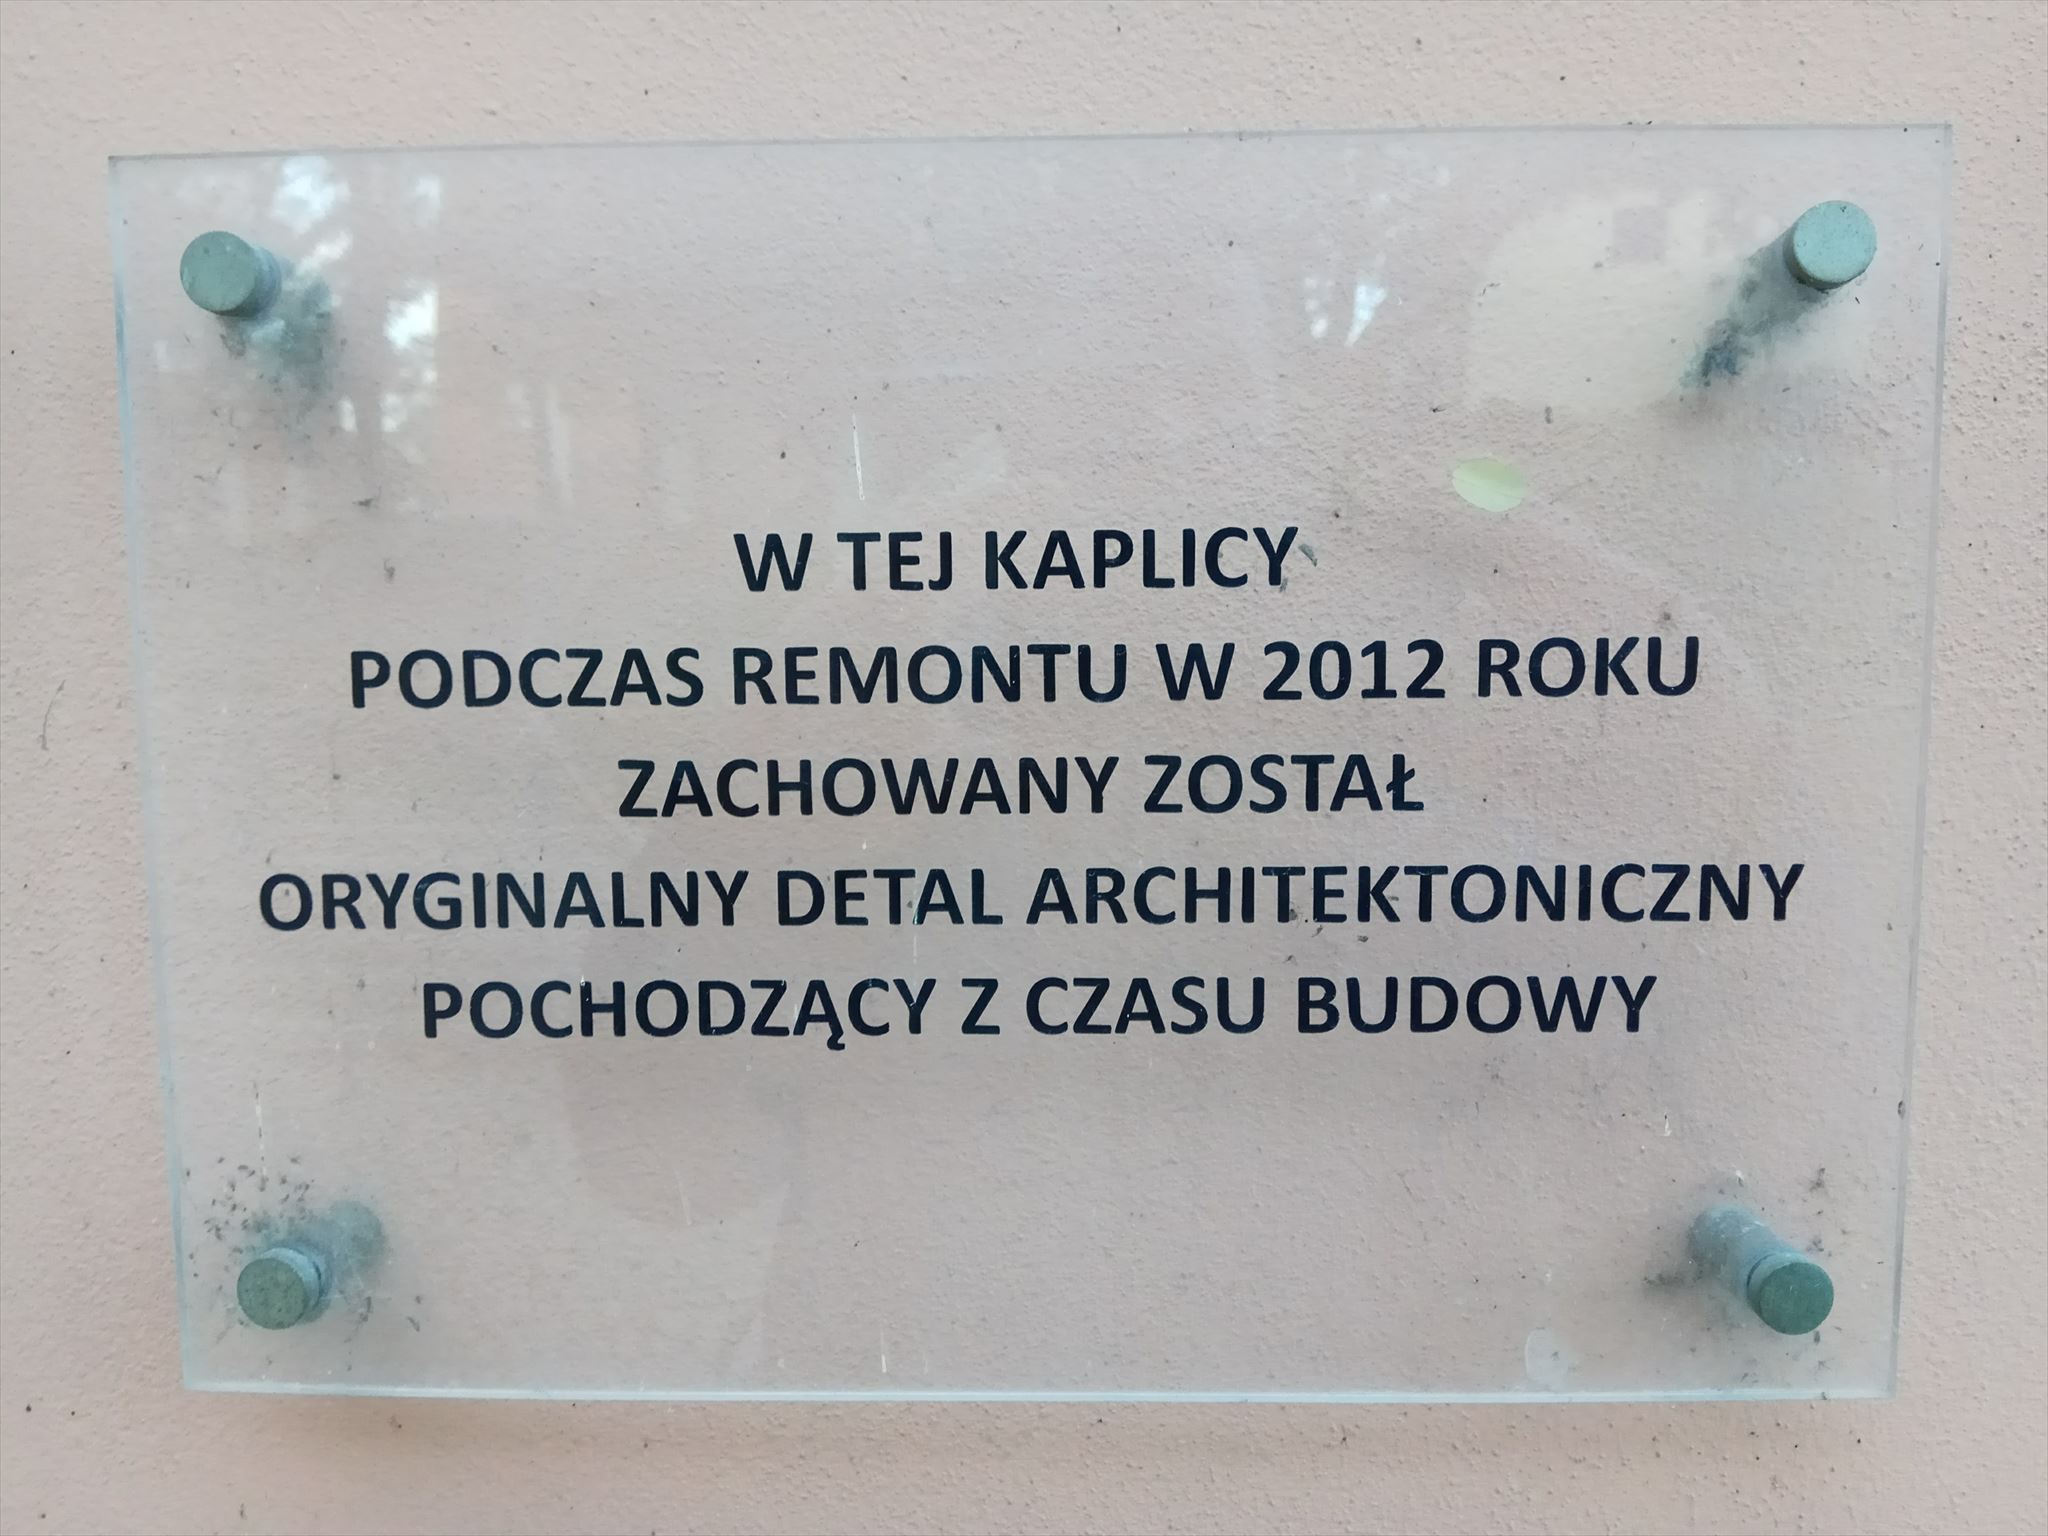 W TEJ KAPLICY
PODCZAS REMONTU W 2012 ROKU
ZACHOWANY ZOSTAŁ
ORYGINALNY DETAL ARCHITEKTONICZNY
POCHODZĄCY Z CZASU BUDOWY